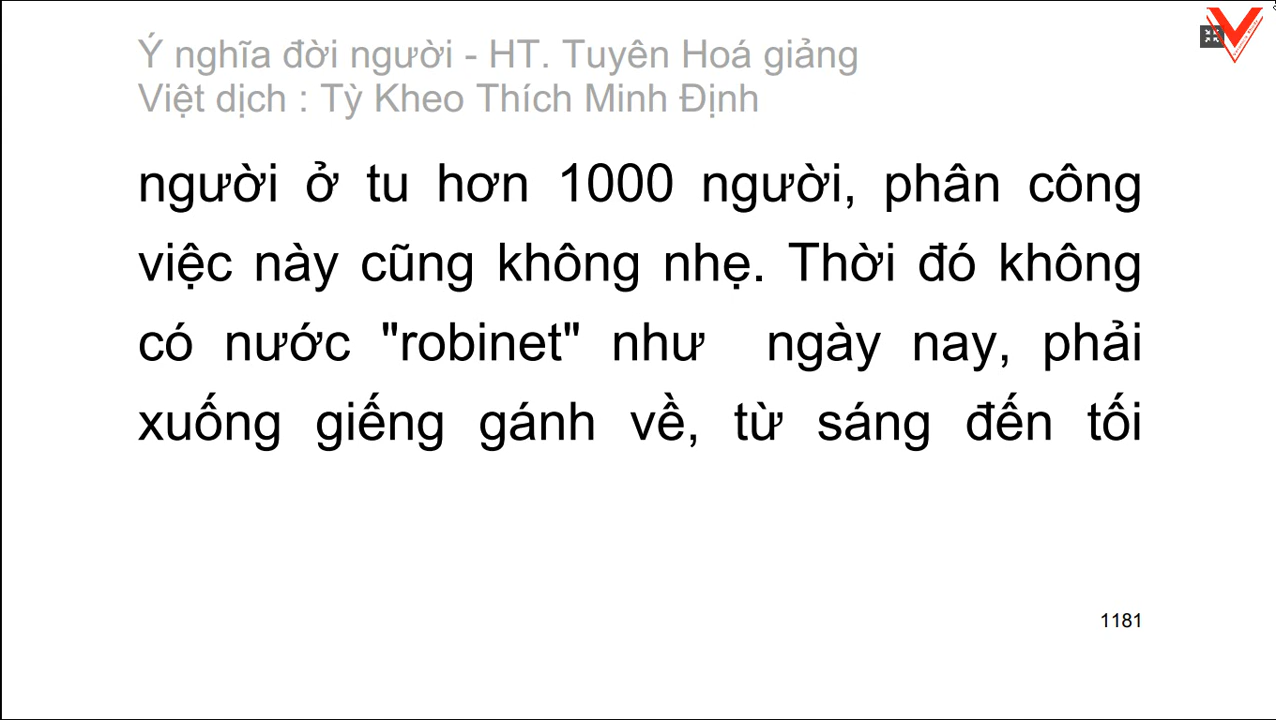 Ý nghĩa đời người - HT. Tuyên Hoá giảng
Việt dịch : Tỳ Kheo Thích Minh Định
người ở tu hơn 1000 người, phân công
việc này cũng không nhẹ. Thời đó không
có nước "robinet" như ngày nay, phải
xuống giếng gánh về, từ sáng đến tối
1181